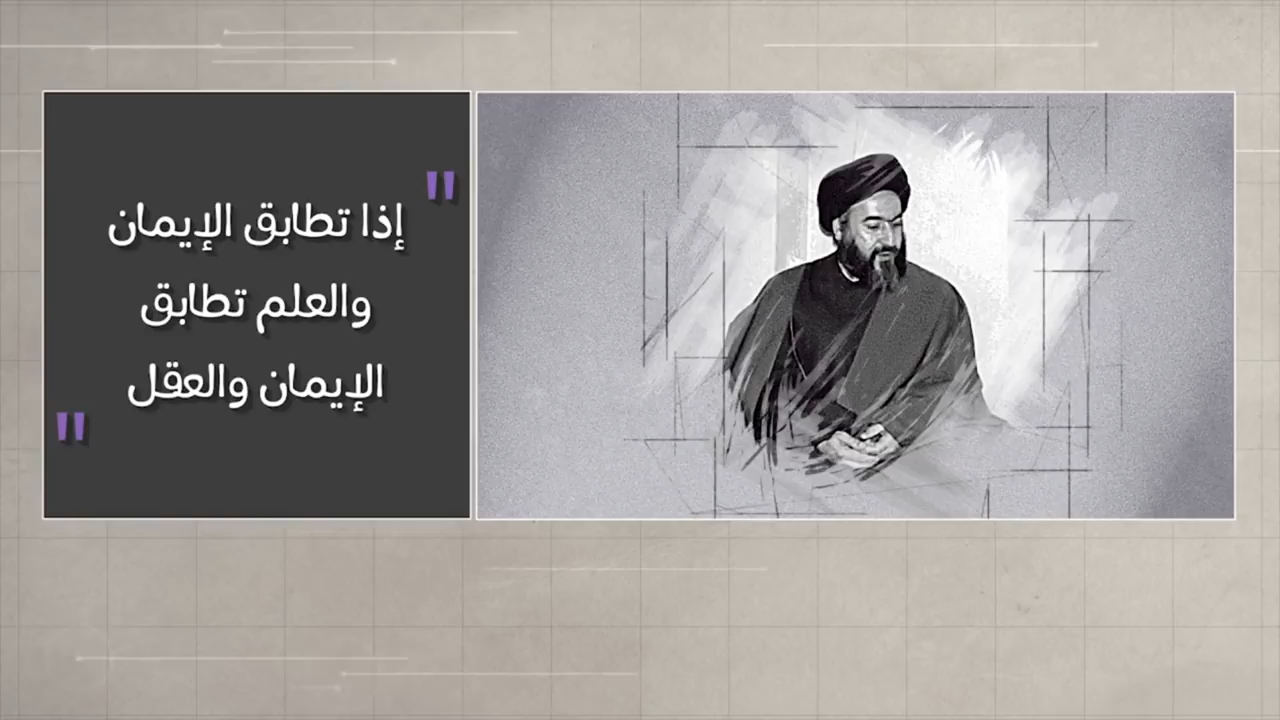 "إذا تطابق الإيمان
والعلم تطابق
الإيمان والعقل"